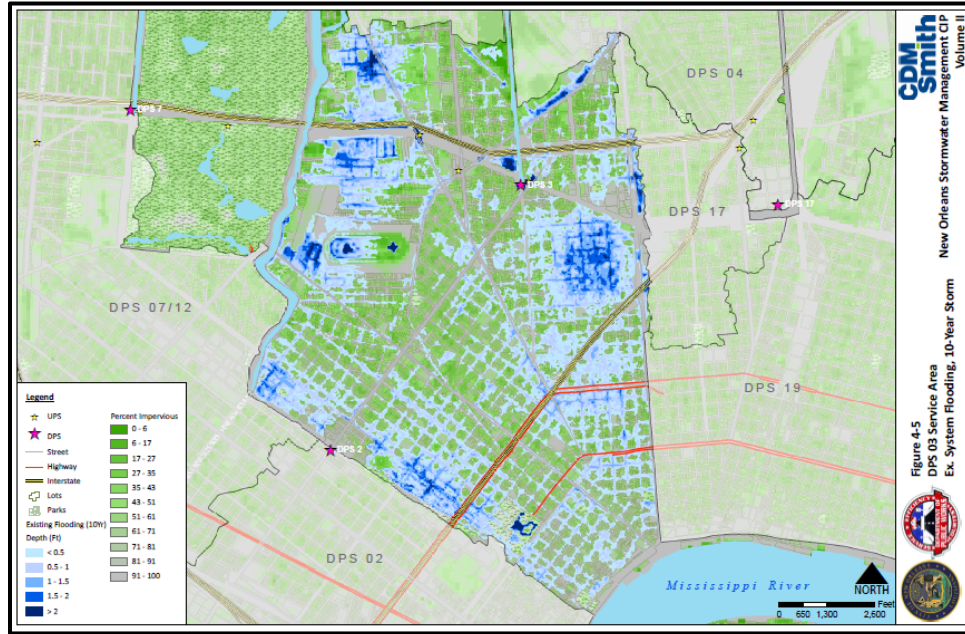 DPS 7
DPS 04
DPS 3
DPS 17
DPS 17
DPS 07/12
DPS 19
DPS 2
DPS 02
Mississippi River
NORTH
Feet
0 650 1,300 2,600
Legend
UPS
DPS
Street
Highway
Interstate
Lots
Parks
Existing Flooding (10Yr)
Depth (Ft)
< 0.5
0.5 - 1
1 - 1.5
1.5 - 2
> 2
Percent Impervious
0 - 6
6 - 17
17 - 27
27 - 35
35 - 43
43 - 51
51 - 61
61 - 71
71 - 81
81 - 91
91 - 100
CDM
Smith
New Orleans Stormwater Management CIP
Volume II
Figure 4-5
DPS 03 Service Area
Ex. System Flooding, 10-Year Storm
DEPARTMENT OF
PUBLIC WORKS